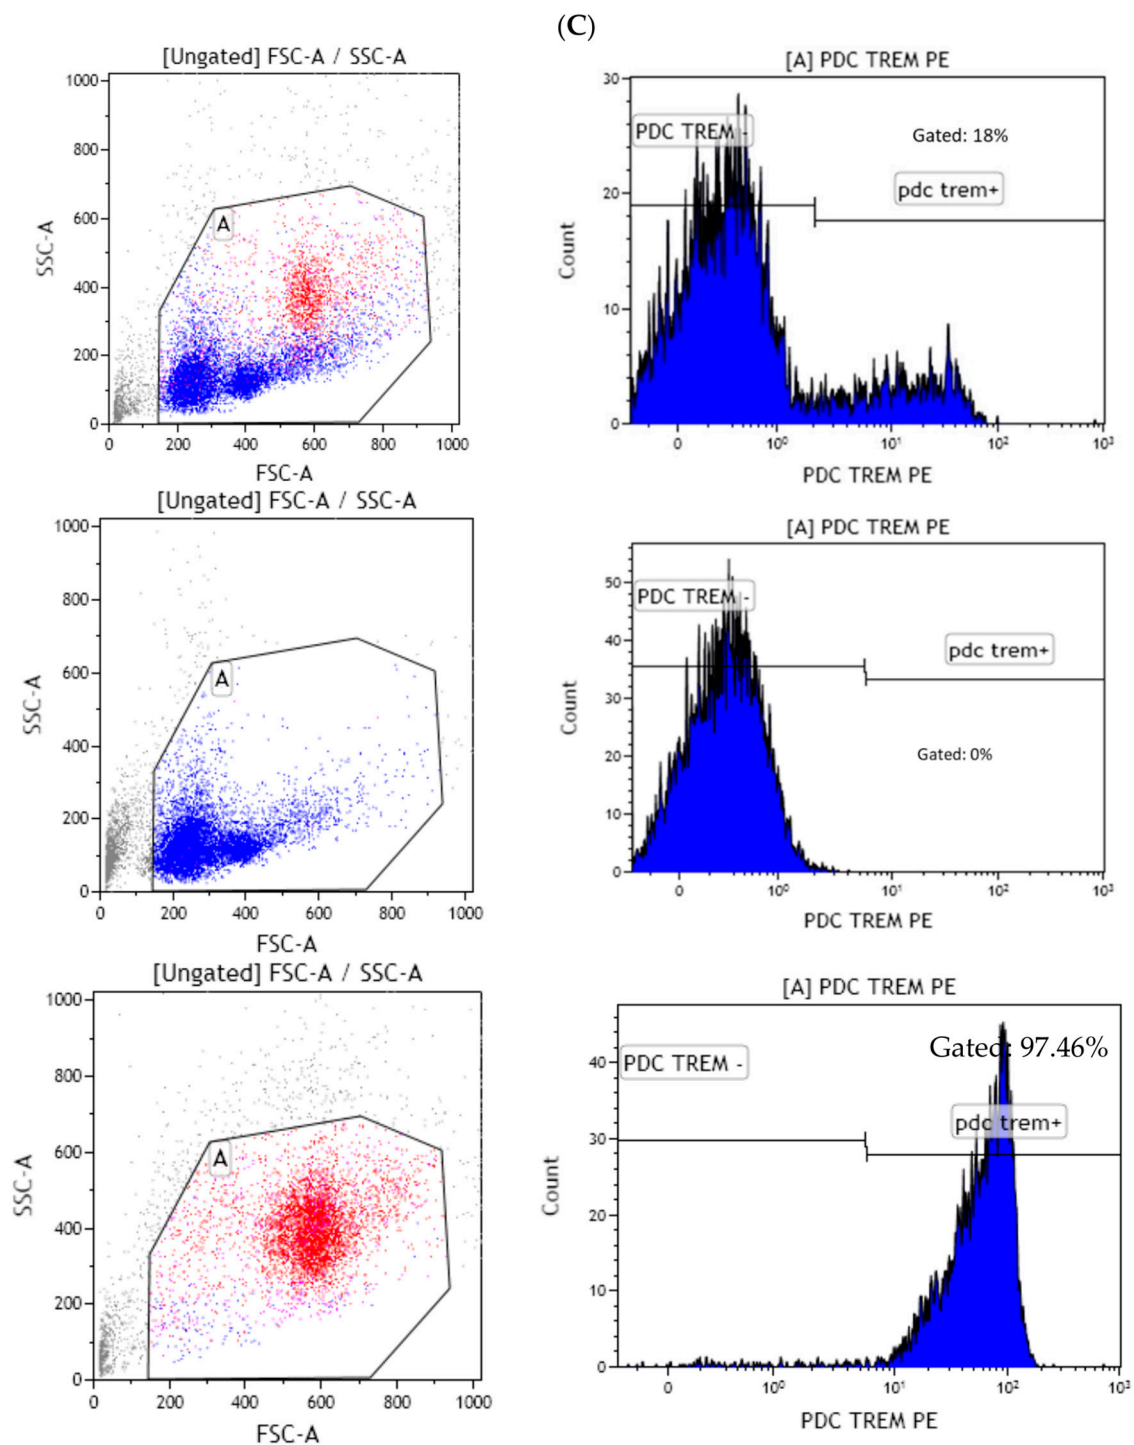 (C)
[Ungated] FSC-A / SSC-A
1000
800
600
400
200
0
SSC-A
A
0 200 400 600 800 1000
FSC-A
[A] PDC TREM PE
30
20
10
0
Count
PDC TREM -
Gated: 18%
pdc trem+
0 10⁰ 10¹ 10² 10³
PDC TREM PE
[Ungated] FSC-A / SSC-A
1000
800
600
400
200
0
SSC-A
A
0 200 400 600 800 1000
FSC-A
[A] PDC TREM PE
50
40
30
20
10
0
Count
PDC TREM -
pdc trem+
Gated: 0%
0 10⁰ 10¹ 10² 10³
PDC TREM PE
[Ungated] FSC-A / SSC-A
1000
800
600
400
200
0
SSC-A
A
0 200 400 600 800 1000
FSC-A
[A] PDC TREM PE
40
30
20
10
0
Count
PDC TREM -
Gated: 97.46%
pdc trem+
0 10⁰ 10¹ 10² 10³
PDC TREM PE